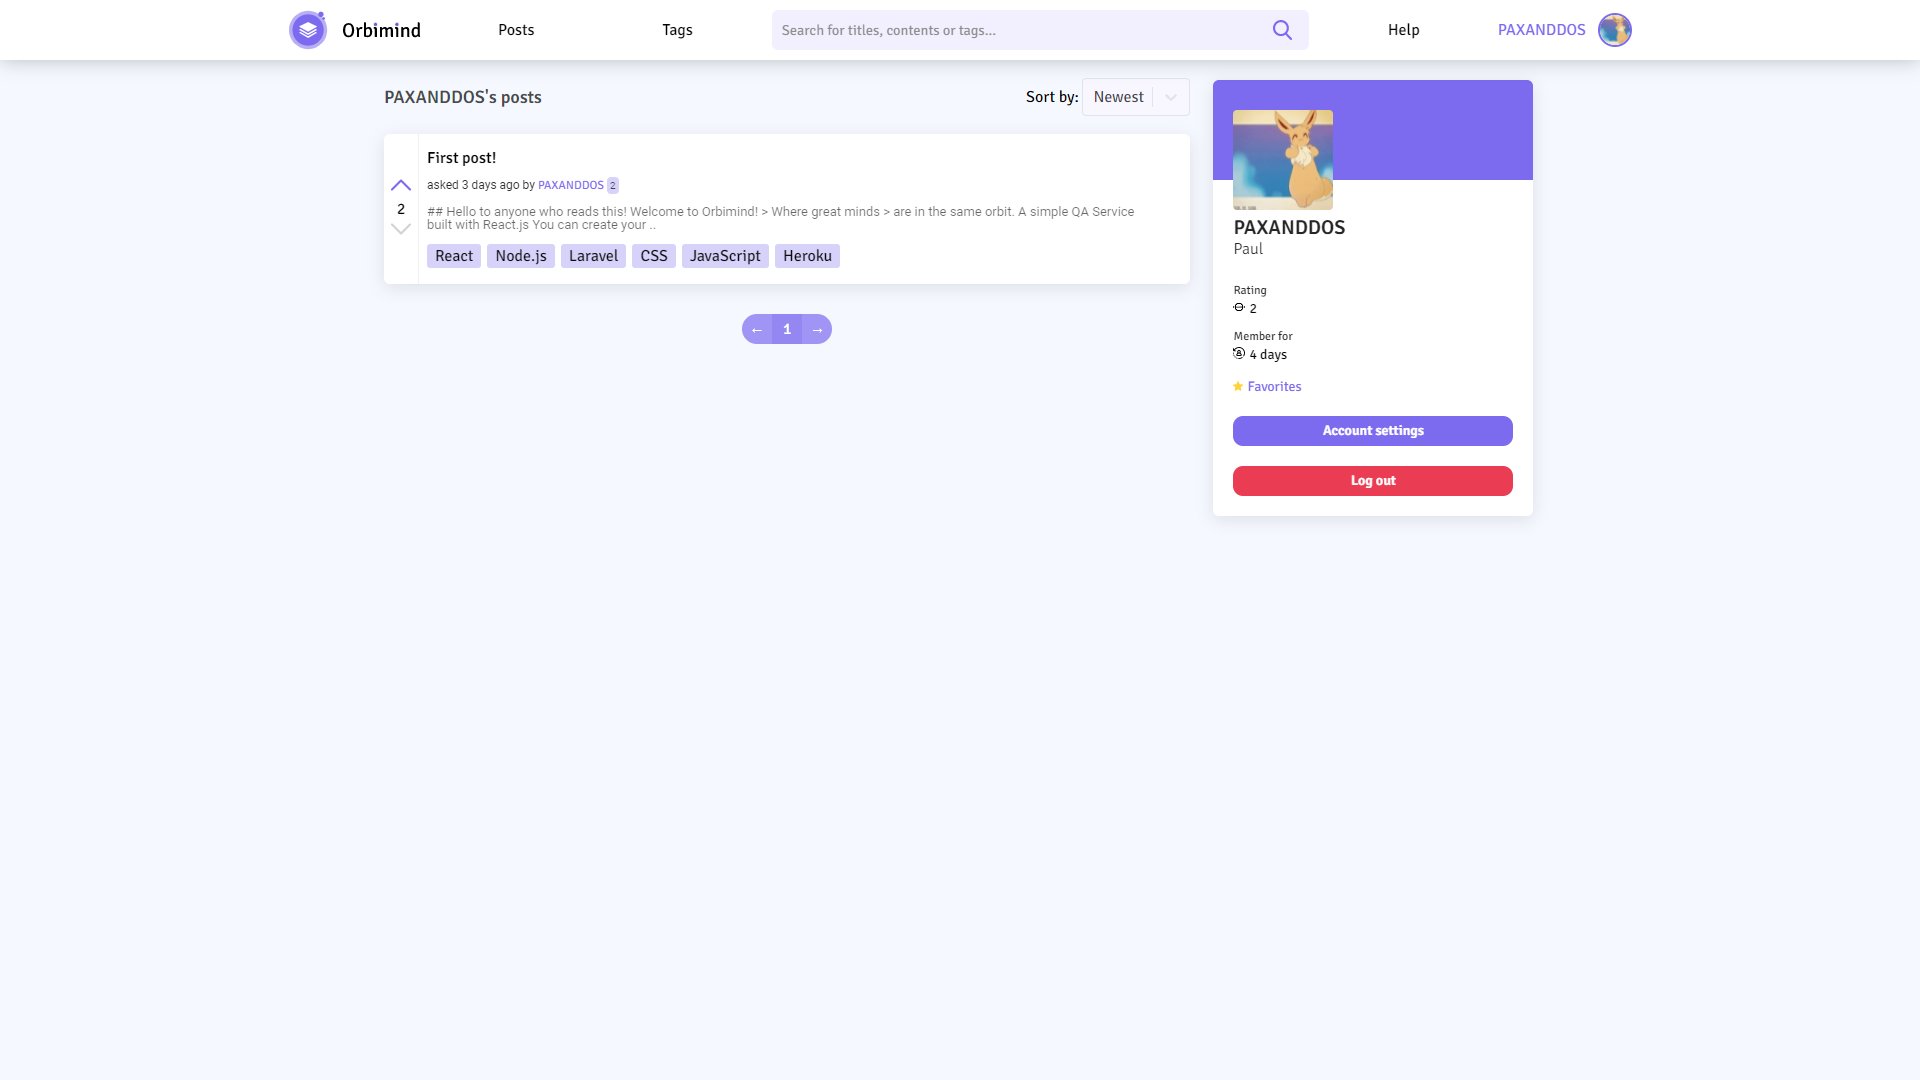 Orbimind
Posts
Tags
Search for titles, contents or tags...
Help
PAXANDDOS
PAXANDDOS's posts
Sort by:
Newest
First post!
asked 3 days ago by PAXANDDOS 2
2
## Hello to anyone who reads this! Welcome to Orbimind! > Where great minds > are in the same orbit. A simple QA Service
built with React.js You can create your ..
React
Node.js
Laravel
CSS
JavaScript
Heroku
← 1 →
PAXANDDOS
Paul
Rating
2
Member for
4 days
Favorites
Account settings
Log out